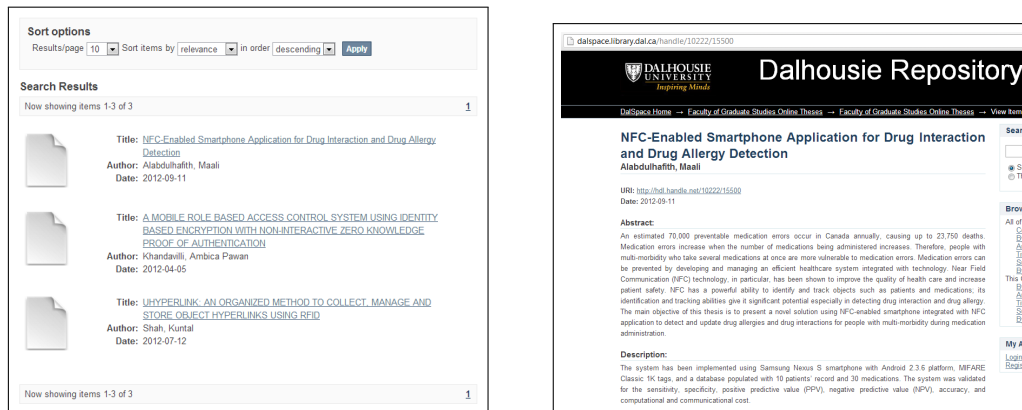 Sort options
Results/page 10 Sort items by relevance in order descending Apply
Search Results
Now showing items 1-3 of 3 1
Title: NFC-Enabled Smartphone Application for Drug Interaction and Drug Allergy
Detection
Author: Alabdulhafith, Maali
Date: 2012-09-11
Title: A MOBILE ROLE BASED ACCESS CONTROL SYSTEM USING IDENTITY
BASED ENCRYPTION WITH NON-INTERACTIVE ZERO KNOWLEDGE
PROOF OF AUTHENTICATION
Author: Khandavilli, Ambica Pawan
Date: 2012-04-05
Title: UHYPERLINK: AN ORGANIZED METHOD TO COLLECT, MANAGE AND
STORE OBJECT HYPERLINKS USING RFID
Author: Shah, Kuntal
Date: 2012-07-12
Now showing items 1-3 of 3 1
dalspace.library.dal.ca/handle/10222/15500
DALHOUSIE
UNIVERSITY
Inspiring Minds
Dalhousie Repository
DalSpace Home → Faculty of Graduate Studies Online Theses → Faculty of Graduate Studies Online Theses → View Item
NFC-Enabled Smartphone Application for Drug Interaction
and Drug Allergy Detection
Alabdulhafith, Maali
URI: http://hdl.handle.net/10222/15500
Date: 2012-09-11
Abstract:
An estimated 70,000 preventable medication errors occur in Canada annually, causing up to 23,750 deaths.
Medication errors increase when the number of medications being administered increases. Therefore, people with
multi-morbidity who take several medications at once are more vulnerable to medication errors. Medication errors can
be prevented by developing and managing an efficient healthcare system integrated with technology. Near Field
Communication (NFC) technology, in particular, has been shown to improve the quality of health care and increase
patient safety. NFC has a powerful ability to identify and track objects such as patients and medications; its
identification and tracking abilities give it significant potential especially in detecting drug interaction and drug allergy.
The main objective of this thesis is to present a novel solution using NFC-enabled smartphone integrated with NFC
application to detect and update drug allergies and drug interactions for people with multi-morbidity during medication
administration.
Description:
The system has been implemented using Samsung Nexus S smartphone with Android 2.3.6 platform, MIFARE
Classic 1K tags, and a database populated with 10 patients' record and 30 medications. The system was validated
for the sensitivity, specificity, positive predictive value (PPV), negative predictive value (NPV), accuracy, and
computational and communicational cost.
Sear
Brow
All of
This
My A
Login
Regis